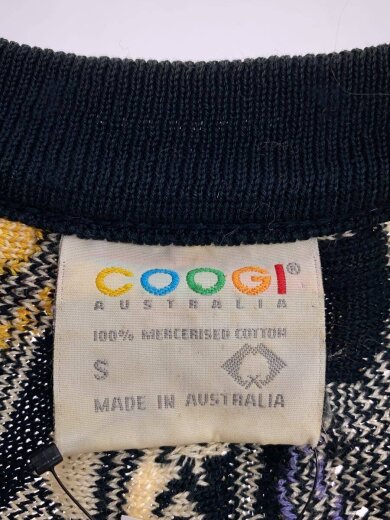 COOGI®
AUSTRALIA
100% MERCERISED COTTON
S
MADE IN AUSTRALIA